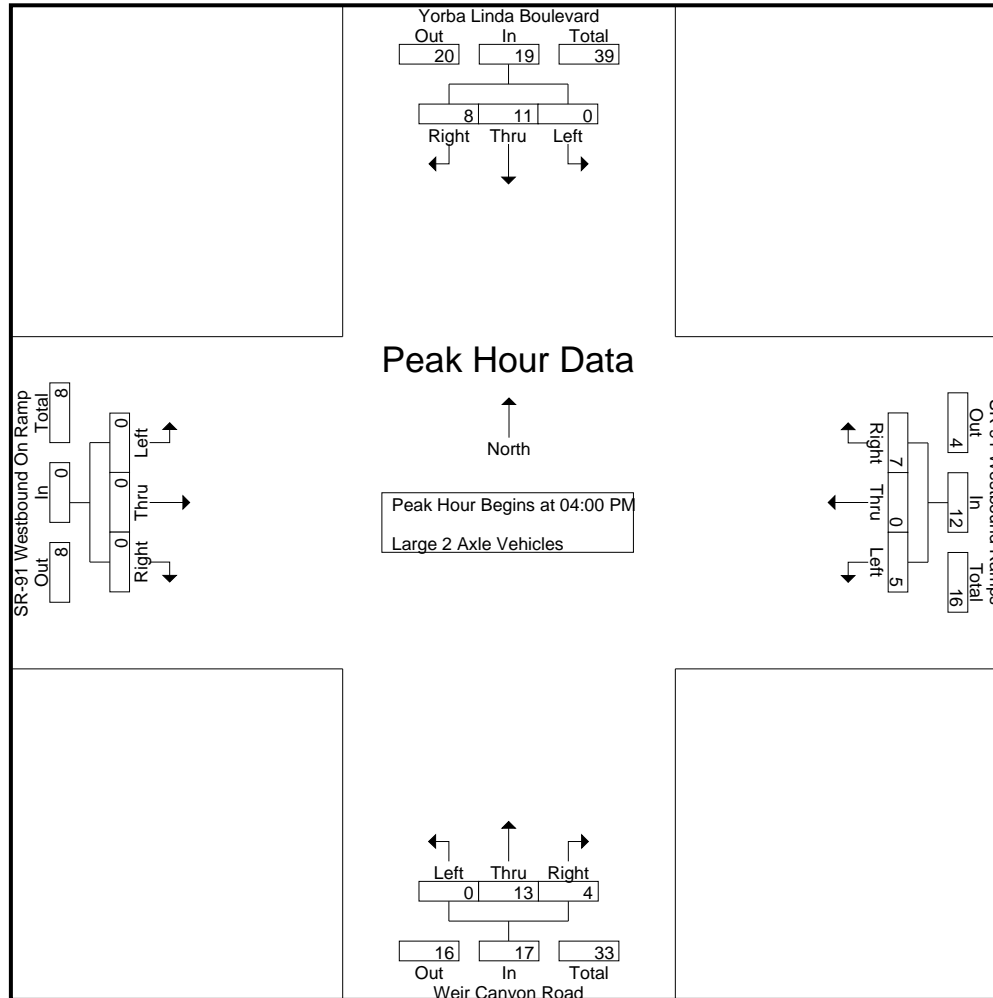 Yorba Linda Boulevard
Out In Total
20 19 39
8 11 0
Right Thru Left
Peak Hour Data
North
Peak Hour Begins at 04:00 PM
Large 2 Axle Vehicles
SR-91 Westbound On Ramp
Total In Out
8 0 8
0 0 0
Left Thru Right
Westbound Ramps
Out In Total
4 12 16
7 0 5
Right Thru Left
Left Thru Right
0 13 4
16 17 33
Out In Total
Weir Canyon Road